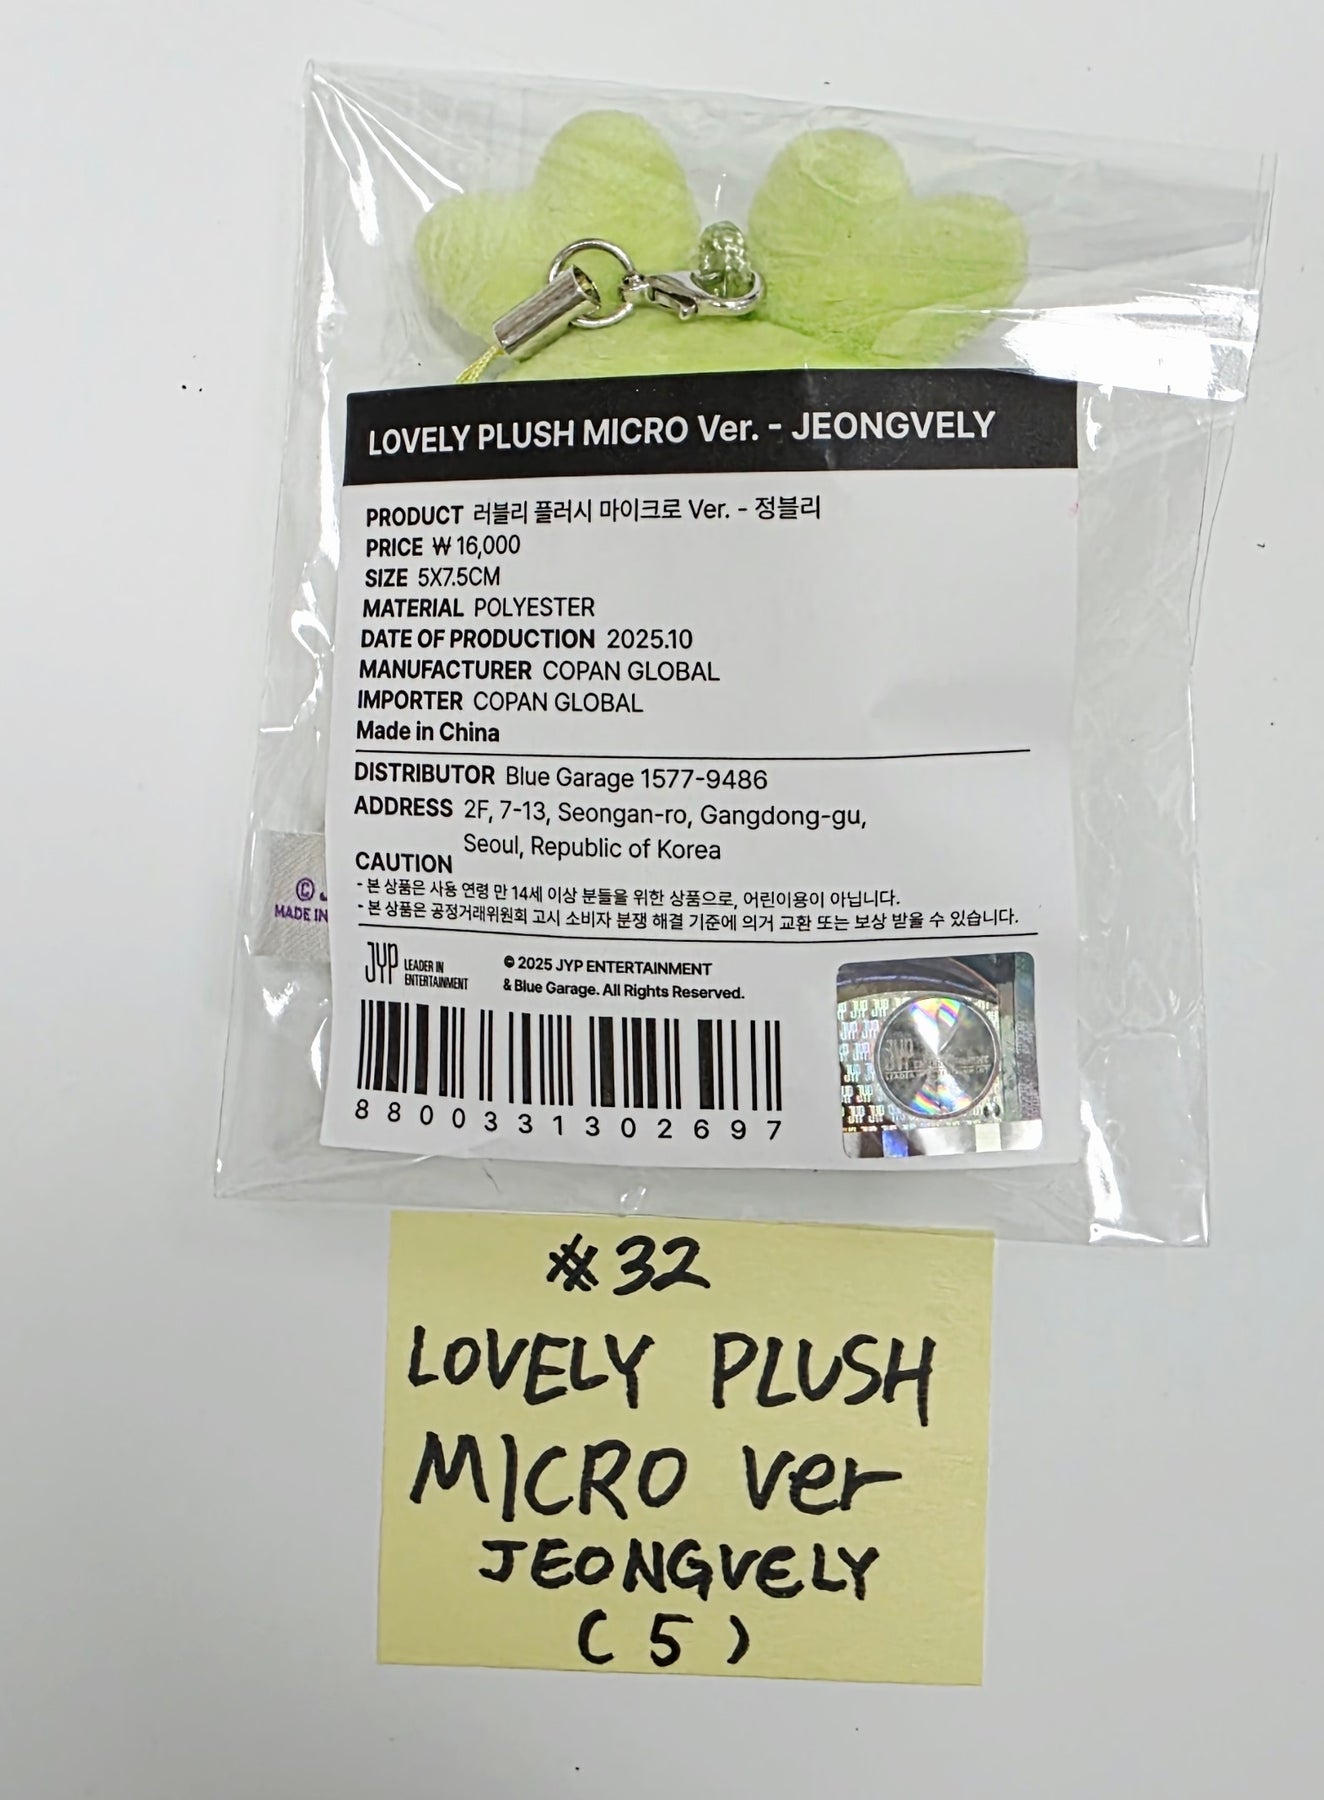 LOVELY PLUSH MICRO Ver. - JEONGVELY
PRODUCT 러블리 플러시 마이크로 Ver. - 정블리
PRICE ₩ 16,000
SIZE 5X7.5CM
MATERIAL POLYESTER
DATE OF PRODUCTION 2025.10
MANUFACTURER COPAN GLOBAL
IMPORTER COPAN GLOBAL
Made in China
DISTRIBUTOR Blue Garage 1577-9486
ADDRESS 2F, 7-13, Seongan-ro, Gangdong-gu,
Seoul, Republic of Korea
CAUTION
- 본 상품은 사용 연령 만 14세 이상 분들을 위한 상품으로, 어린이용이 아닙니다.
- 본 상품은 공정거래위원회 고시 소비자 분쟁 해결 기준에 의거 교환 또는 보상 받을 수 있습니다.
© J
MADE IN
JYP LEADER IN
ENTERTAINMENT
© 2025 JYP ENTERTAINMENT
& Blue Garage. All Rights Reserved.
8800331302697
#32
LOVELY PLUSH
MICRO Ver
JEONGVELY
(5)